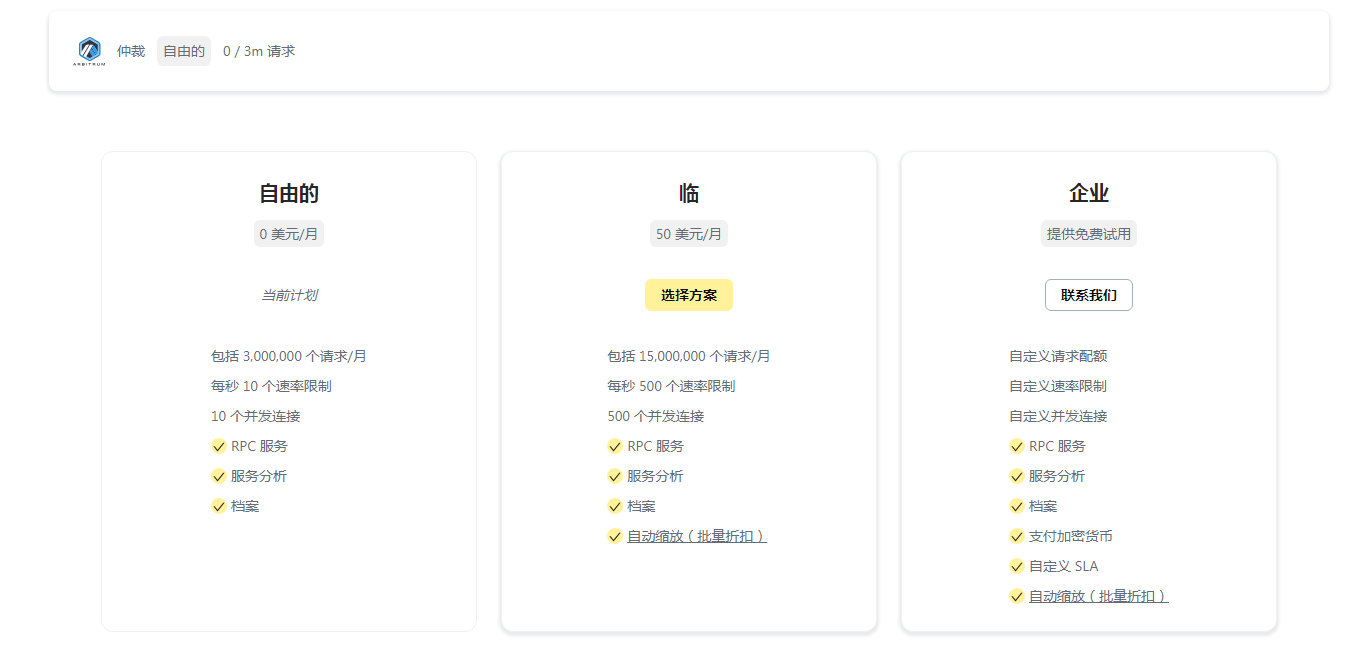 ARBITRUM
仲裁 自由的 0 / 3m 请求
自由的
0 美元/月
当前计划
包括 3,000,000 个请求/月
每秒 10 个速率限制
10 个并发连接
RPC 服务
服务分析
档案
临
50 美元/月
选择方案
包括 15,000,000 个请求/月
每秒 500 个速率限制
500 个并发连接
RPC 服务
服务分析
档案
自动缩放（批量折扣）
企业
提供免费试用
联系我们
自定义请求配额
自定义速率限制
自定义并发连接
RPC 服务
服务分析
档案
支付加密货币
自定义 SLA
自动缩放（批量折扣）